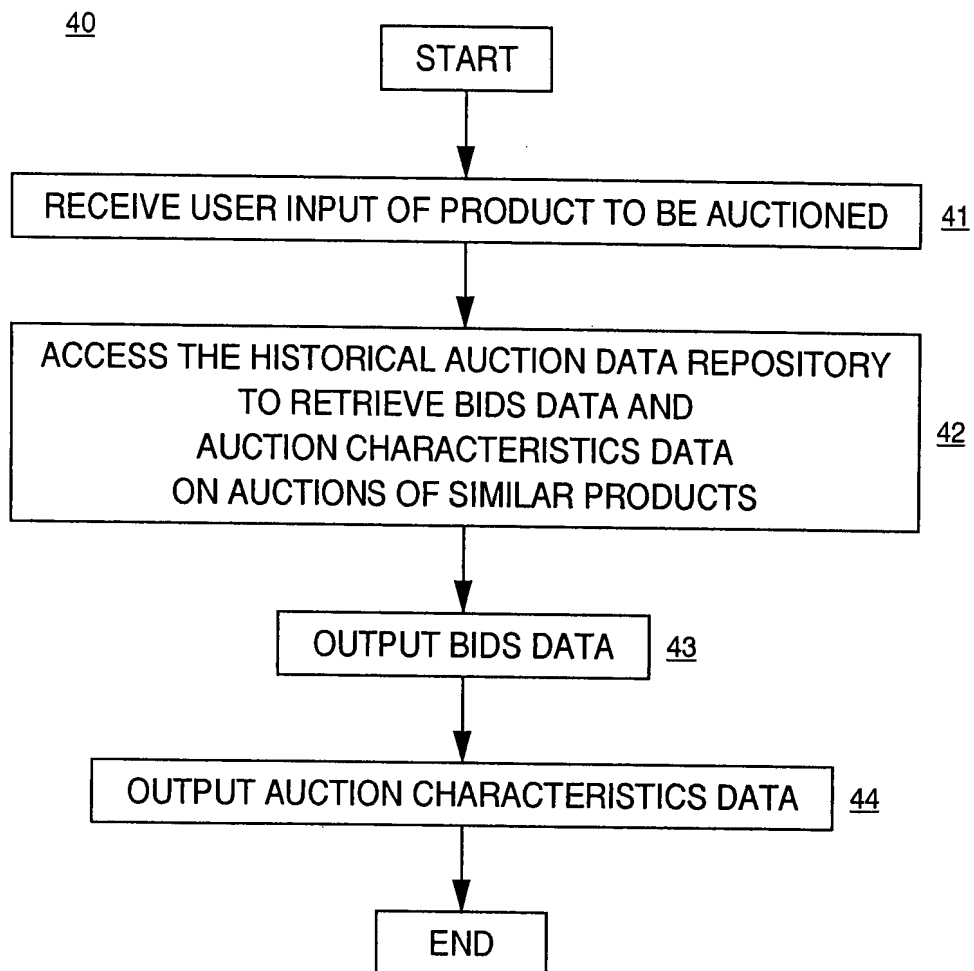 40
START
RECEIVE USER INPUT OF PRODUCT TO BE AUCTIONED
41
ACCESS THE HISTORICAL AUCTION DATA REPOSITORY
TO RETRIEVE BIDS DATA AND
AUCTION CHARACTERISTICS DATA
ON AUCTIONS OF SIMILAR PRODUCTS
42
OUTPUT BIDS DATA
43
OUTPUT AUCTION CHARACTERISTICS DATA
44
END